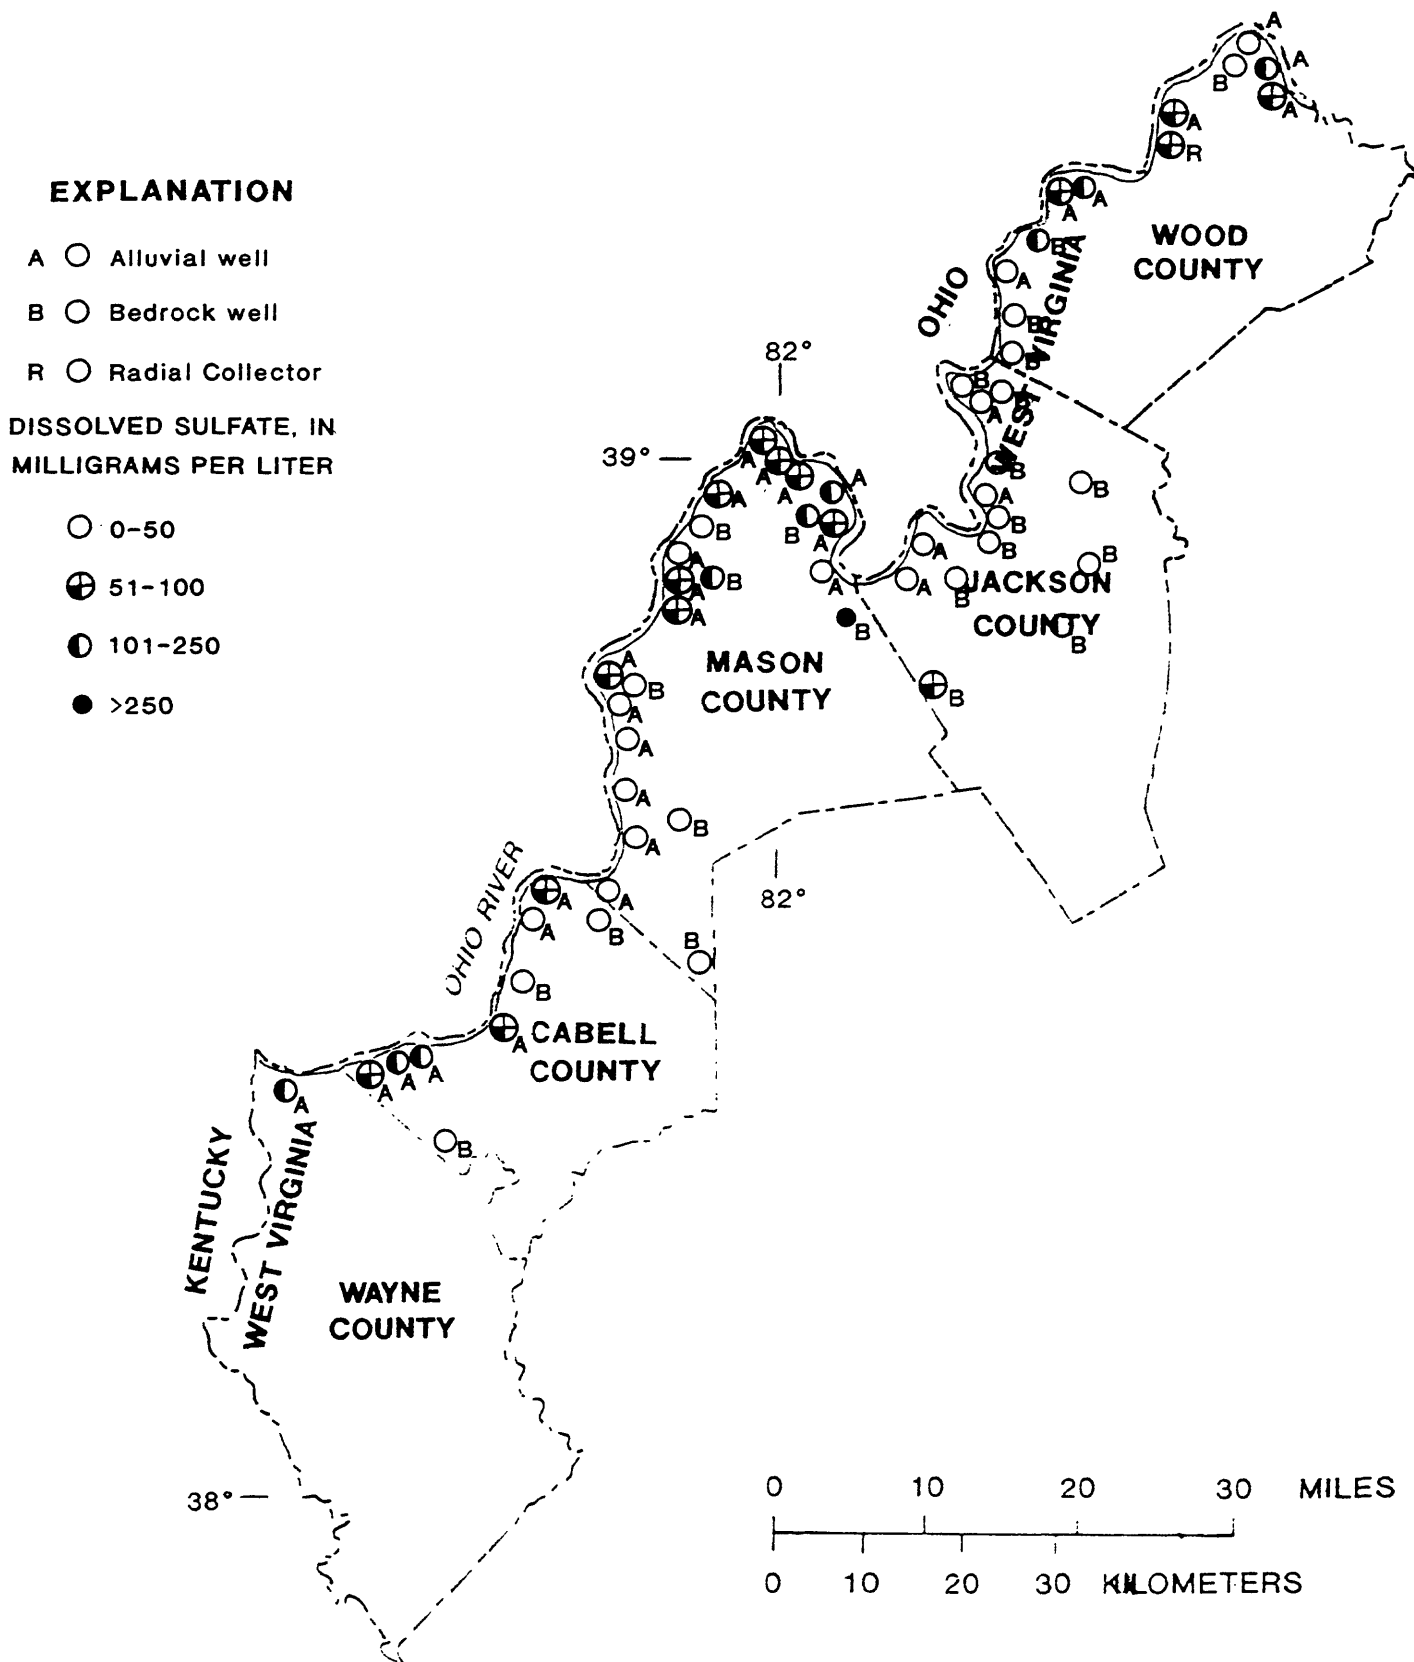 EXPLANATION
A Alluvial well
B Bedrock well
R Radial Collector
DISSOLVED SULFATE, IN
MILLIGRAMS PER LITER
0-50
51-100
101-250
>250
A
A
B
A
A
R
A
A
B
WOOD
COUNTY
OHIO
WEST VIRGINIA
A
B
B
82°
B
B
A
39°
B
B
A
B
B
A
A
A
A
A
B
A
B
A
A
B
A
A
A
B
B
JACKSON
COUNTY
B
B
A
B
A
B
MASON
COUNTY
A
B
A
A
A
B
A
82°
OHIO RIVER
A
A
A
B
B
B
A
CABELL
COUNTY
A
A
A
A
B
KENTUCKY
WEST VIRGINIA
WAYNE
COUNTY
38°
0 10 20 30 MILES
0 10 20 30 KILOMETERS